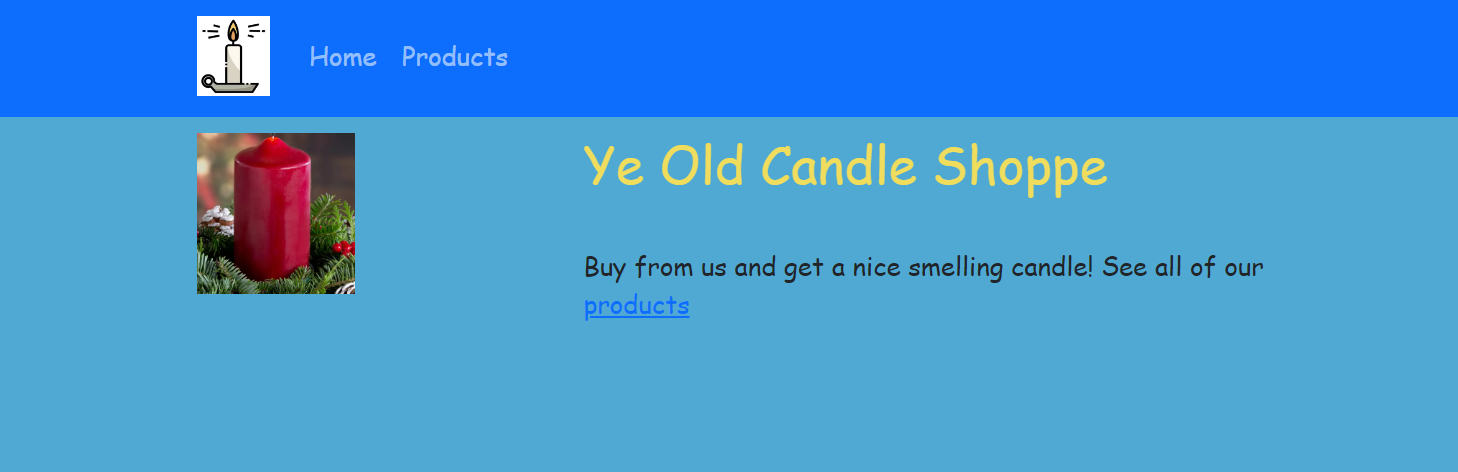 Home Products
Ye Old Candle Shoppe
Buy from us and get a nice smelling candle! See all of our
products